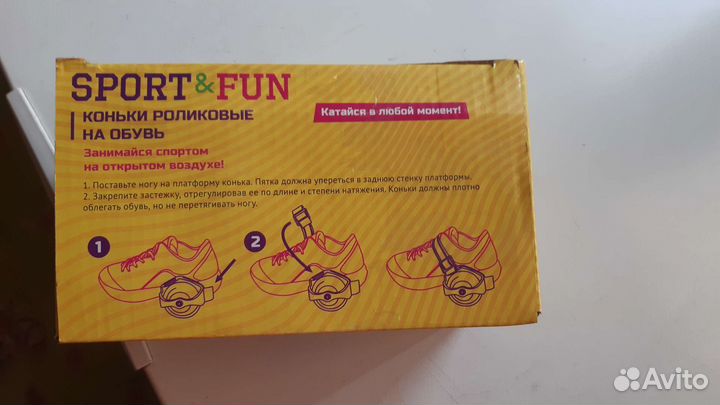 SPORT&FUN
КОНЬКИ РОЛИКОВЫЕ
НА ОБУВЬ
Катайся в любой момент!
Занимайся спортом
на открытом воздухе!
1. Поставьте ногу на платформу конька. Пятка должна упереться в заднюю стенку платформы.
2. Закрепите застежку, отрегулировав ее по длине и степени натяжения. Коньки должны плотно
облегать обувь, но не перетягивать ногу.
1
2
Avito